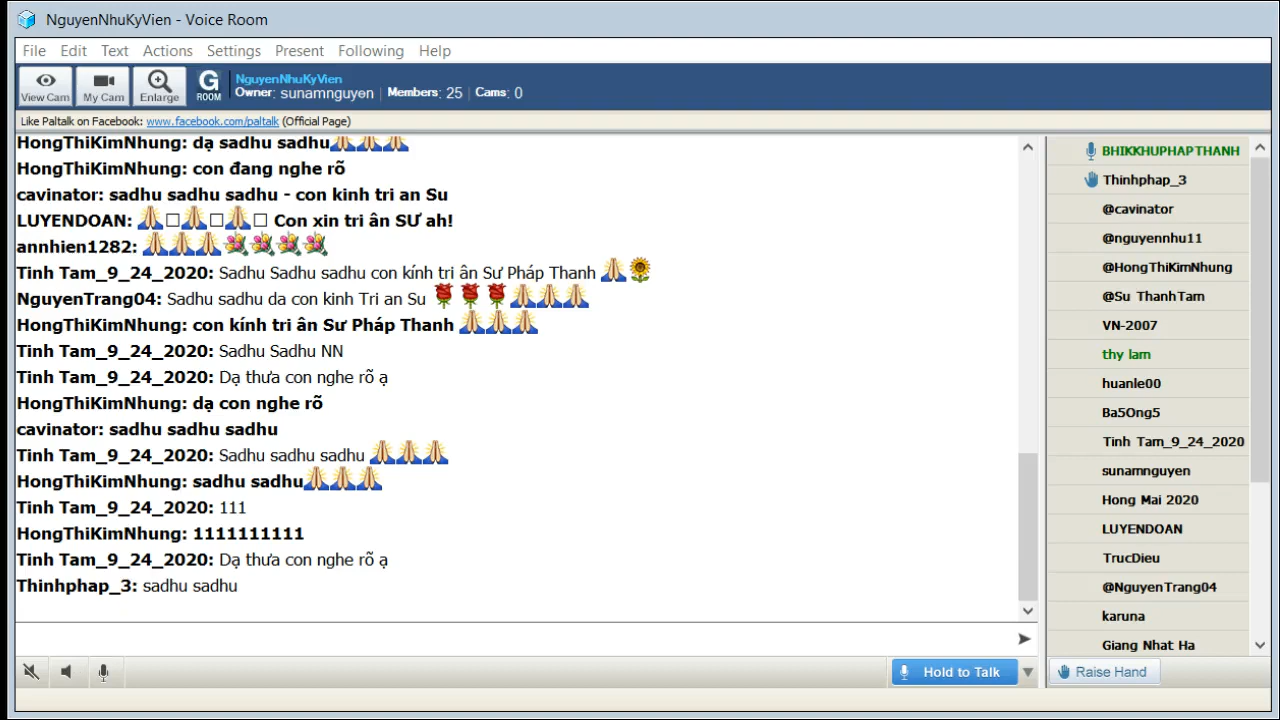 NguyenNhuKyVien - Voice Room
File Edit Text Actions Settings Present Following Help
View Cam
My Cam
Enlarge
G ROOM
NguyenNhuKyVien
Owner: sunamnguyen Members: 25 Cams: 0
Like Paltalk on Facebook: www.facebook.com/paltalk (Official Page)
HongThiKimNhung: dạ sadhu sadhu
HongThiKimNhung: con đang nghe rõ
cavinator: sadhu sadhu sadhu - con kinh tri an Su
LUYENDOAN: Con xin tri ân SƯ ah!
annhien1282:
Tinh Tam_9_24_2020: Sadhu Sadhu sadhu con kính tri ân Sư Pháp Thanh
NguyenTrang04: Sadhu sadhu da con kinh Tri an Su
HongThiKimNhung: con kính tri ân Sư Pháp Thanh
Tinh Tam_9_24_2020: Sadhu Sadhu NN
Tinh Tam_9_24_2020: Dạ thưa con nghe rõ ạ
HongThiKimNhung: dạ con nghe rõ
cavinator: sadhu sadhu sadhu
Tinh Tam_9_24_2020: Sadhu sadhu sadhu
HongThiKimNhung: sadhu sadhu
Tinh Tam_9_24_2020: 111
HongThiKimNhung: 1111111111
Tinh Tam_9_24_2020: Dạ thưa con nghe rõ ạ
Thinhphap_3: sadhu sadhu
BHIKKHUPHAPTHANH
Thinhphap_3
@cavinator
@nguyennhu11
@HongThiKimNhung
@Su ThanhTam
VN-2007
thy lam
huanle00
Ba5Ong5
Tinh Tam_9_24_2020
sunamnguyen
Hong Mai 2020
LUYENDOAN
TrucDieu
@NguyenTrang04
karuna
Giang Nhat Ha
Hold to Talk
Raise Hand